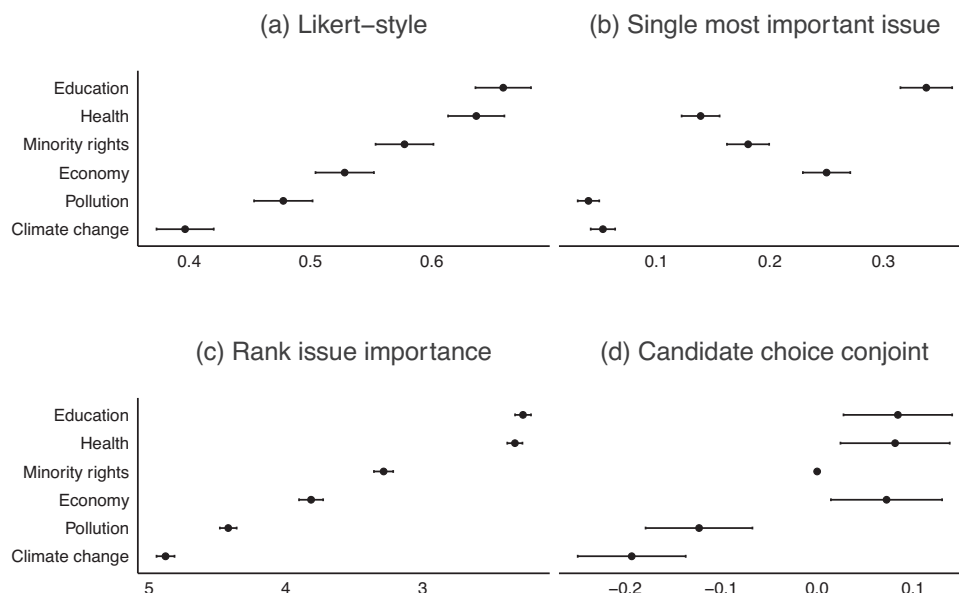 (a) Likert−style
(b) Single most important issue
Education
Health
Minority rights
Economy
Pollution
Climate change
0.4 0.5 0.6
0.1 0.2 0.3
(c) Rank issue importance
(d) Candidate choice conjoint
Education
Health
Minority rights
Economy
Pollution
Climate change
5 4 3
−0.2 −0.1 0.0 0.1